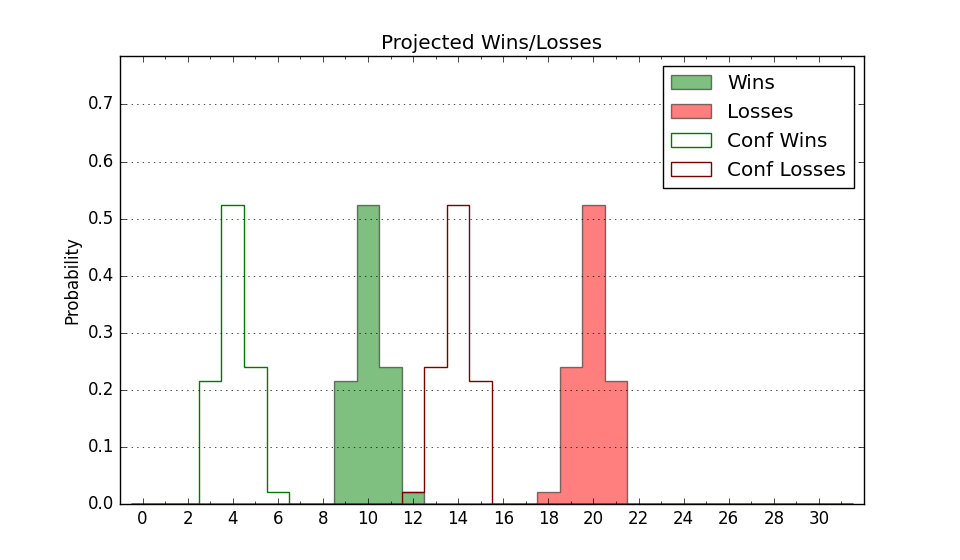 Projected Wins/Losses
Wins
Losses
Conf Wins
Conf Losses
Probability
0.7
0.6
0.5
0.4
0.3
0.2
0.1
0.0
0 2 4 6 8 10 12 14 16 18 20 22 24 26 28 30